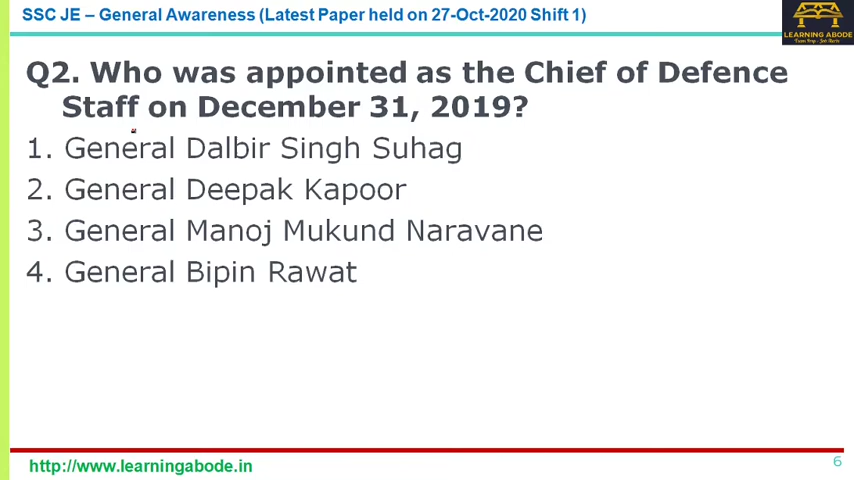 SSC JE – General Awareness (Latest Paper held on 27-Oct-2020 Shift 1)
LEARNING ABODE
Q2. Who was appointed as the Chief of Defence
Staff on December 31, 2019?
1. General Dalbir Singh Suhag
2. General Deepak Kapoor
3. General Manoj Mukund Naravane
4. General Bipin Rawat
http://www.learningabode.in
6